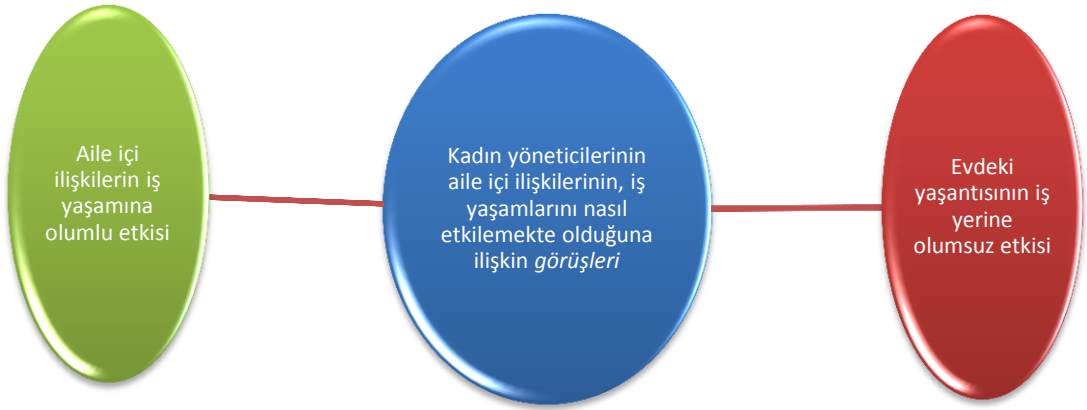 Aile içi
ilişkilerin iş
yaşamına
olumlu etkisi
Kadın yöneticilerinin
aile içi ilişkilerinin, iş
yaşamlarını nasıl
etkilemekte olduğuna
ilişkin görüşleri
Evdeki
yaşantısının iş
yerine
olumsuz etkisi